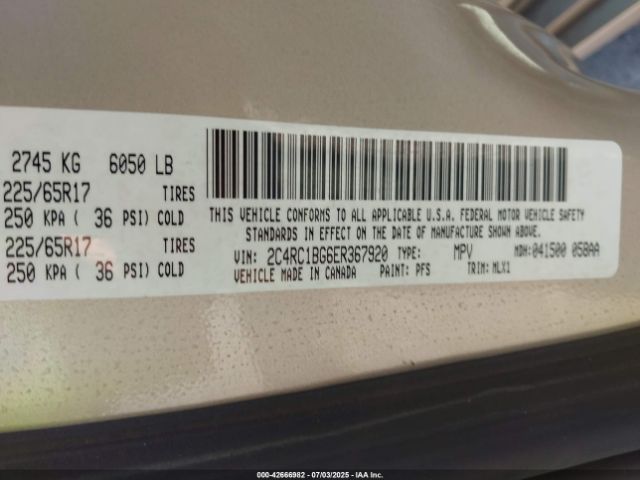 2745 KG 6050 LB
225/65R17 TIRES
250 KPA ( 36 PSI) COLD
225/65R17 TIRES
250 KPA ( 36 PSI) COLD
THIS VEHICLE CONFORMS TO ALL APPLICABLE U.S.A. FEDERAL MOTOR VEHICLE SAFETY
STANDARDS IN EFFECT ON THE DATE OF MANUFACTURE SHOWN ABOVE.
VIN: 2C4RC1BG6ER367920 TYPE: MPV MDH:041500 058AA
VEHICLE MADE IN CANADA PAINT: PFS TRIM: MLX1
000-42666982 | 07/03/2025 | IAA, Inc.